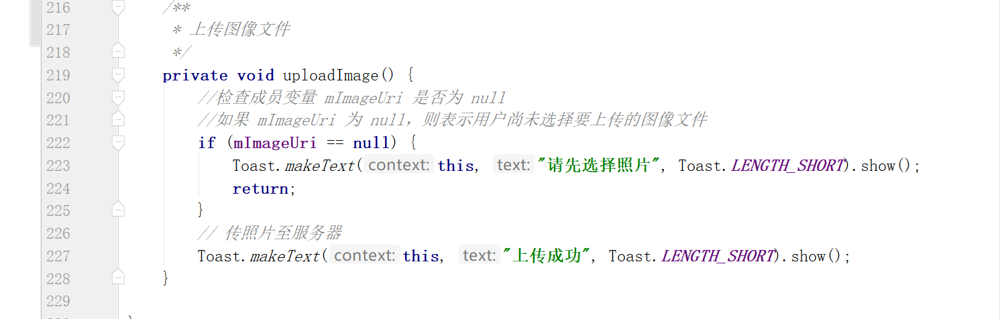 216 /**
217 * 上传图像文件
218 */
219 private void uploadImage() {
220 //检查成员变量 mImageUri 是否为 null
221 //如果 mImageUri 为 null，则表示用户尚未选择要上传的图像文件
222 if (mImageUri == null) {
223 Toast.makeText( context: this, text: "请先选择照片", Toast.LENGTH_SHORT).show();
224 return;
225 }
226 // 传照片至服务器
227 Toast.makeText( context: this, text: "上传成功", Toast.LENGTH_SHORT).show();
228 }
229